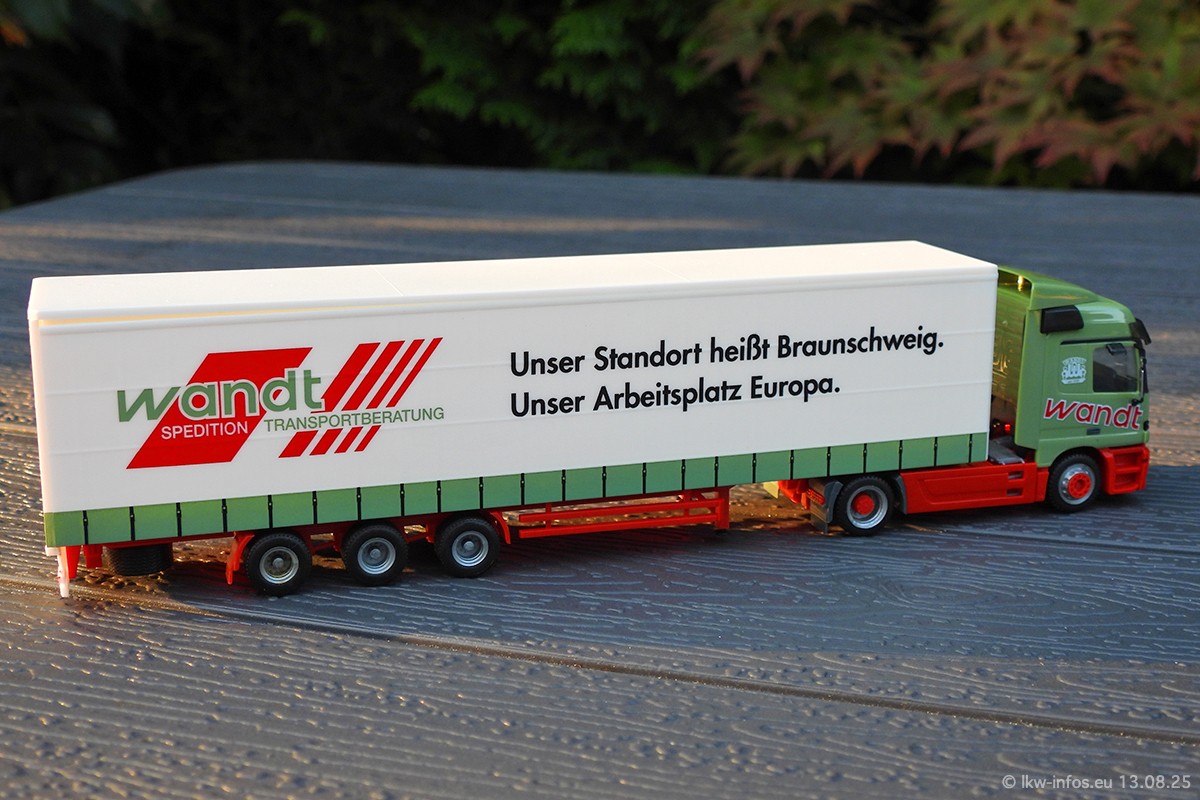 wandt
SPEDITION
TRANSPORTBERATUNG
Unser Standort heißt Braunschweig.
Unser Arbeitsplatz Europa.
wandt
© lkw-infos.eu 13.08.25